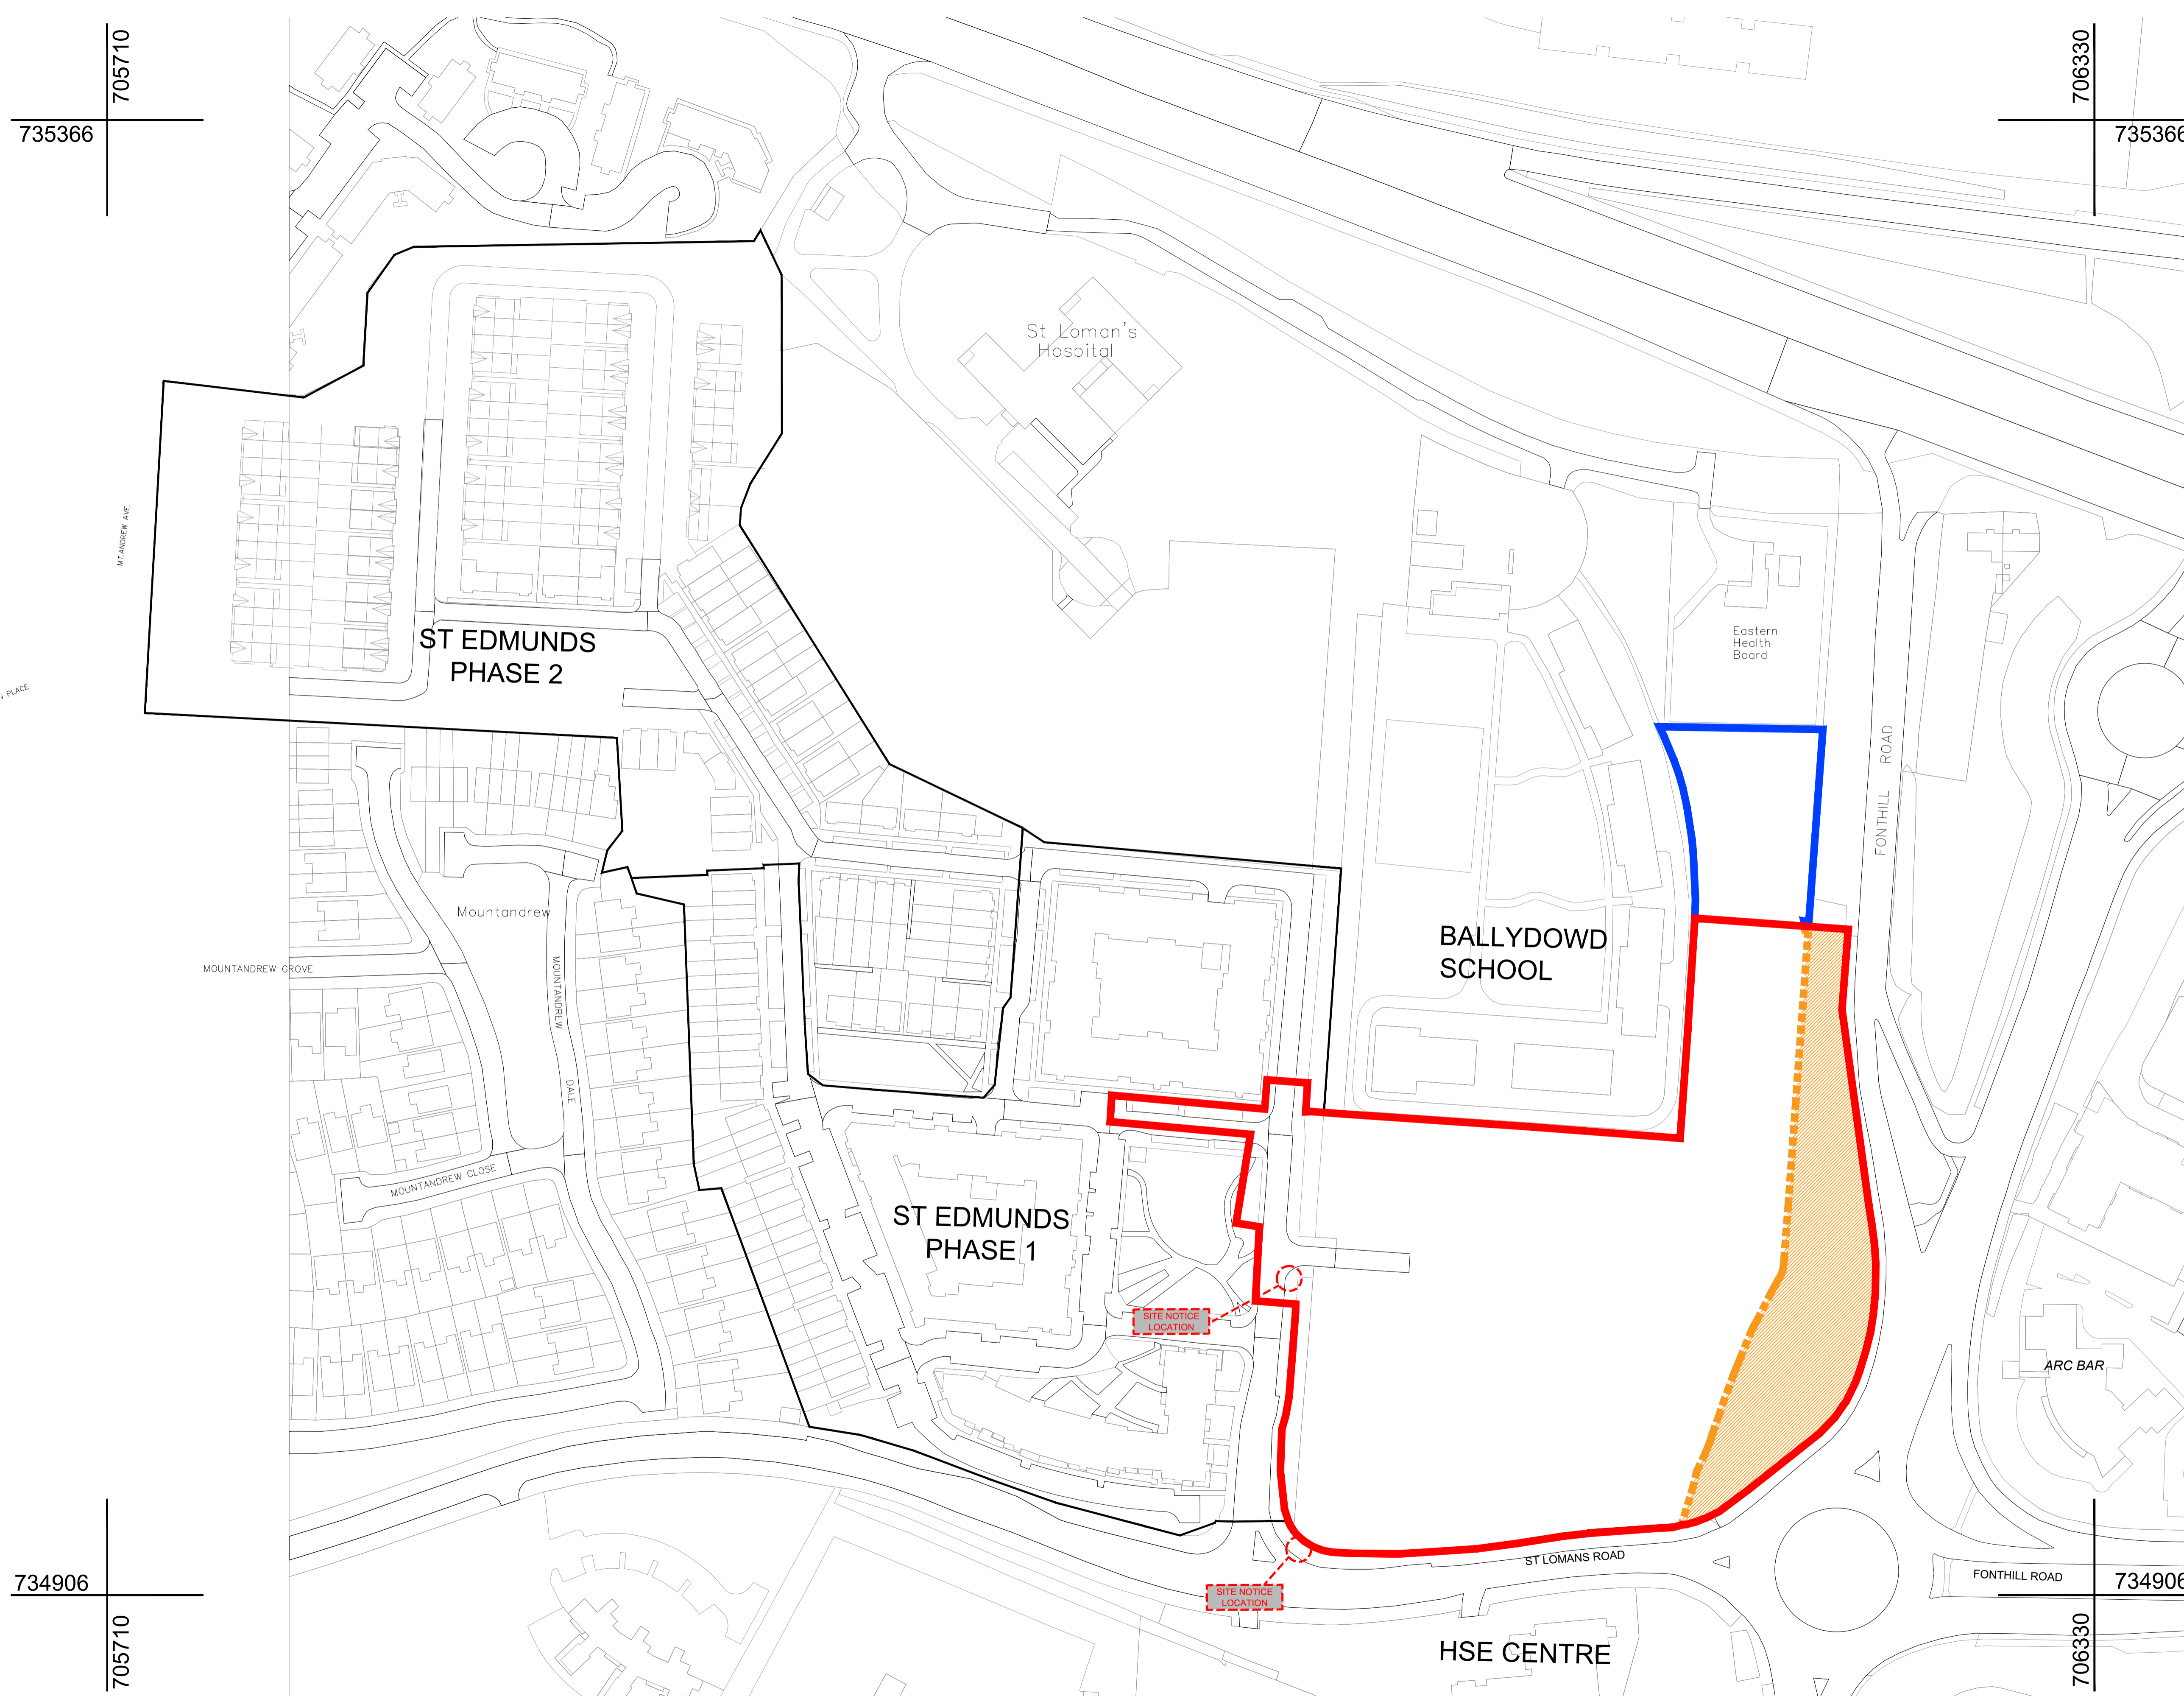 705710
706330
735366
735366
St Loman's
Hospital
MT.ANDREW AVE.
ST EDMUNDS
PHASE 2
Eastern
Health
Board
PLACE
FONTHILL ROAD
Mountandrew
BALLYDOWD
SCHOOL
MOUNTANDREW GROVE
MOUNTANDREW
DALE
MOUNTANDREW CLOSE
ST EDMUNDS
PHASE 1
SITE NOTICE
LOCATION
ARC BAR
ST LOMANS ROAD
FONTHILL ROAD
734906
734906
SITE NOTICE
LOCATION
HSE CENTRE
705710
706330